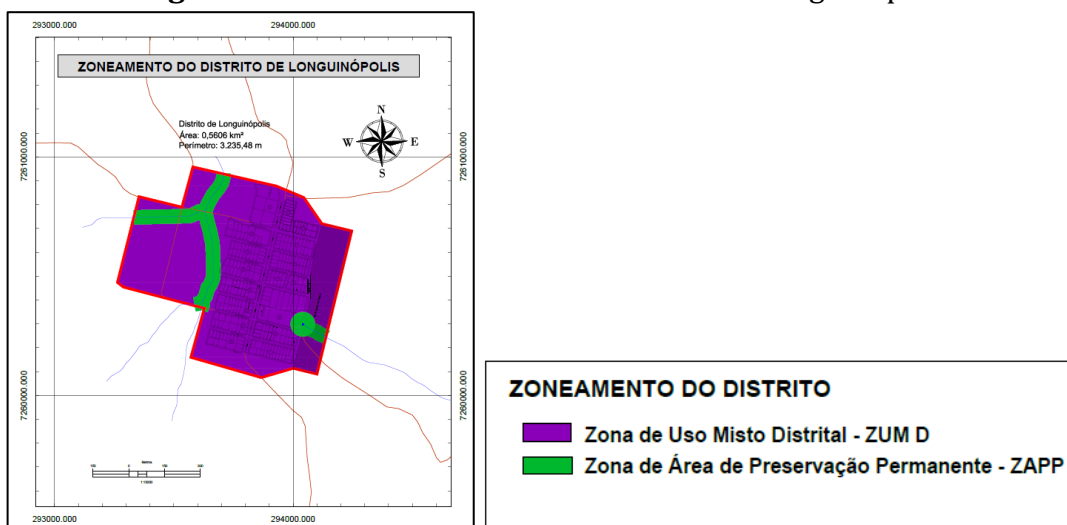 293000.000 294000.000
ZONEAMENTO DO DISTRITO DE LONGUINÓPOLIS
Distrito de Longuinópolis
Área: 0,5606 km²
Perímetro: 3.235,48 m
N
W E
S
7261000.000 7261000.000
7260000.000 7260000.000
293000.000 294000.000
ZONEAMENTO DO DISTRITO
Zona de Uso Misto Distrital - ZUM D
Zona de Área de Preservação Permanente - ZAPP